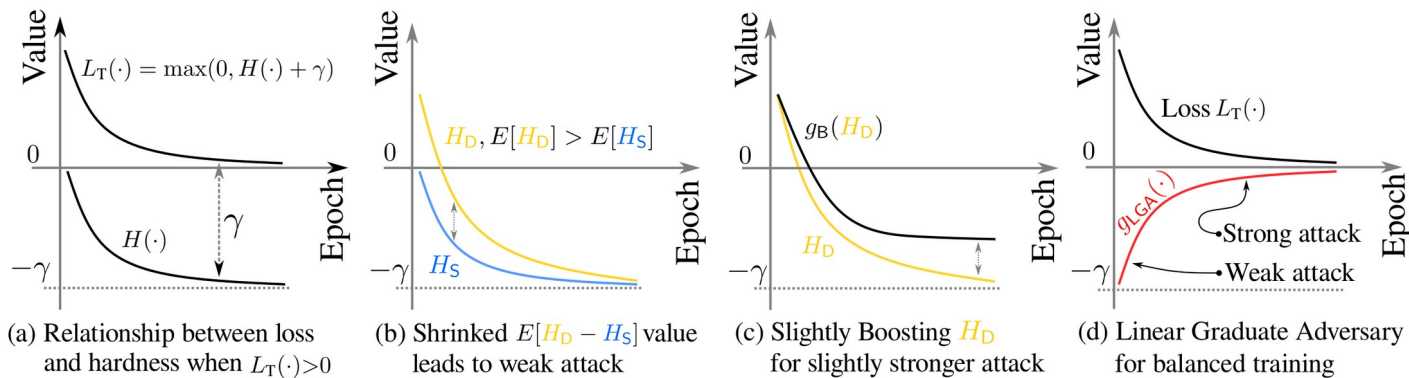 Value
L_T(·) = max(0, H(·) + γ)
0
H(·)
γ
−γ
Epoch
(a) Relationship between loss
and hardness when L_T(·)>0
Value
H_D, E[H_D] > E[H_S]
0
H_S
−γ
Epoch
(b) Shrinked E[H_D − H_S] value
leads to weak attack
Value
g_B(H_D)
0
H_D
−γ
Epoch
(c) Slightly Boosting H_D
for slightly stronger attack
Value
Loss L_T(·)
0
g_LGA(·)
Strong attack
Weak attack
−γ
Epoch
(d) Linear Graduate Adversary
for balanced training